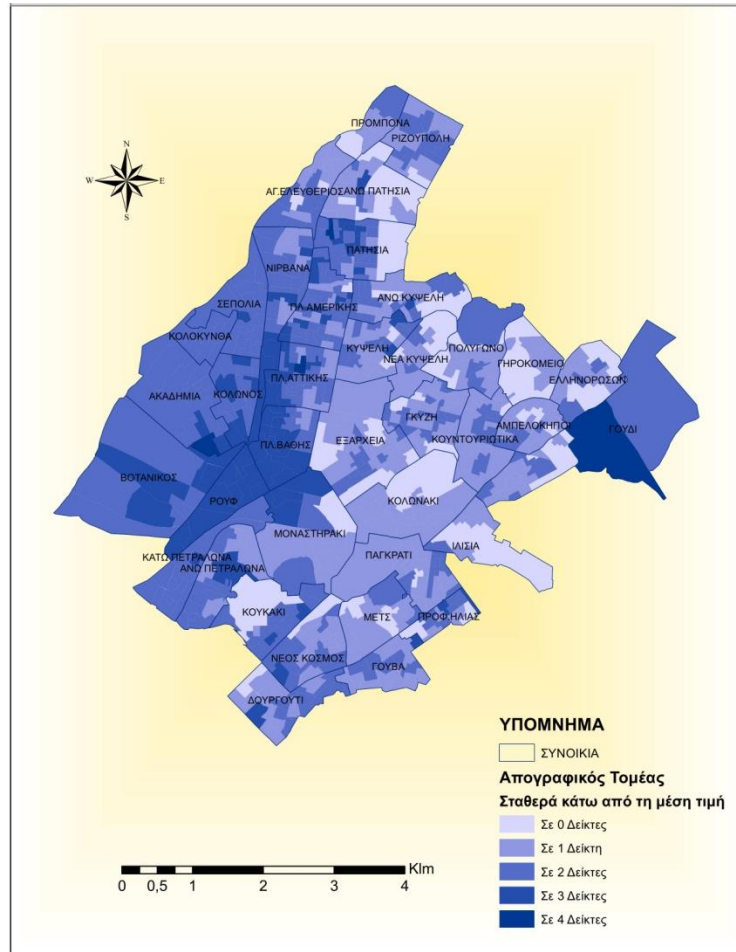 N
W E
S
ΠΡΟΜΠΟΝΑ
ΡΙΖΟΥΠΟΛΗ
ΑΓ.ΕΛΕΥΘΕΡΙΟΣ
ΑΝΩ ΠΑΤΗΣΙΑ
ΠΑΤΗΣΙΑ
ΝΙΡΒΑΝΑ
ΑΝΩ ΚΥΨΕΛΗ
ΣΕΠΟΛΙΑ
ΠΛ.ΑΜΕΡΙΚΗΣ
ΚΟΛΟΚΥΝΘΑ
ΚΥΨΕΛΗ
ΝΕΑ ΚΥΨΕΛΗ
ΠΟΛΥΓΩΝΟ
ΓΗΡΟΚΟΜΕΙΟ
ΕΛΛΗΝΟΡΩΣΩΝ
ΑΚΑΔΗΜΙΑ
ΚΟΛΩΝΟΣ
ΠΛ.ΑΤΤΙΚΗΣ
ΓΚΥΖΗ
ΑΜΠΕΛΟΚΗΠΟΙ
ΓΟΥΔΙ
ΠΛ.ΒΑΘΗΣ
ΕΞΑΡΧΕΙΑ
ΚΟΥΝΤΟΥΡΙΩΤΙΚΑ
ΒΟΤΑΝΙΚΟΣ
ΡΟΥΦ
ΚΟΛΩΝΑΚΙ
ΜΟΝΑΣΤΗΡΑΚΙ
ΙΛΙΣΙΑ
ΚΑΤΩ ΠΕΤΡΑΛΩΝΑ
ΑΝΩ ΠΕΤΡΑΛΩΝΑ
ΠΑΓΚΡΑΤΙ
ΚΟΥΚΑΚΙ
ΜΕΤΣ
ΠΡΟΦ.ΗΛΙΑΣ
ΝΕΟΣ ΚΟΣΜΟΣ
ΓΟΥΒΑ
ΔΟΥΡΓΟΥΤΙ
ΥΠΟΜΝΗΜΑ
ΣΥΝΟΙΚΙΑ
Απογραφικός Τομέας
Σταθερά κάτω από τη μέση τιμή
Σε 0 Δείκτες
Σε 1 Δείκτη
Σε 2 Δείκτες
Σε 3 Δείκτες
Σε 4 Δείκτες
Klm
0 0,5 1 2 3 4